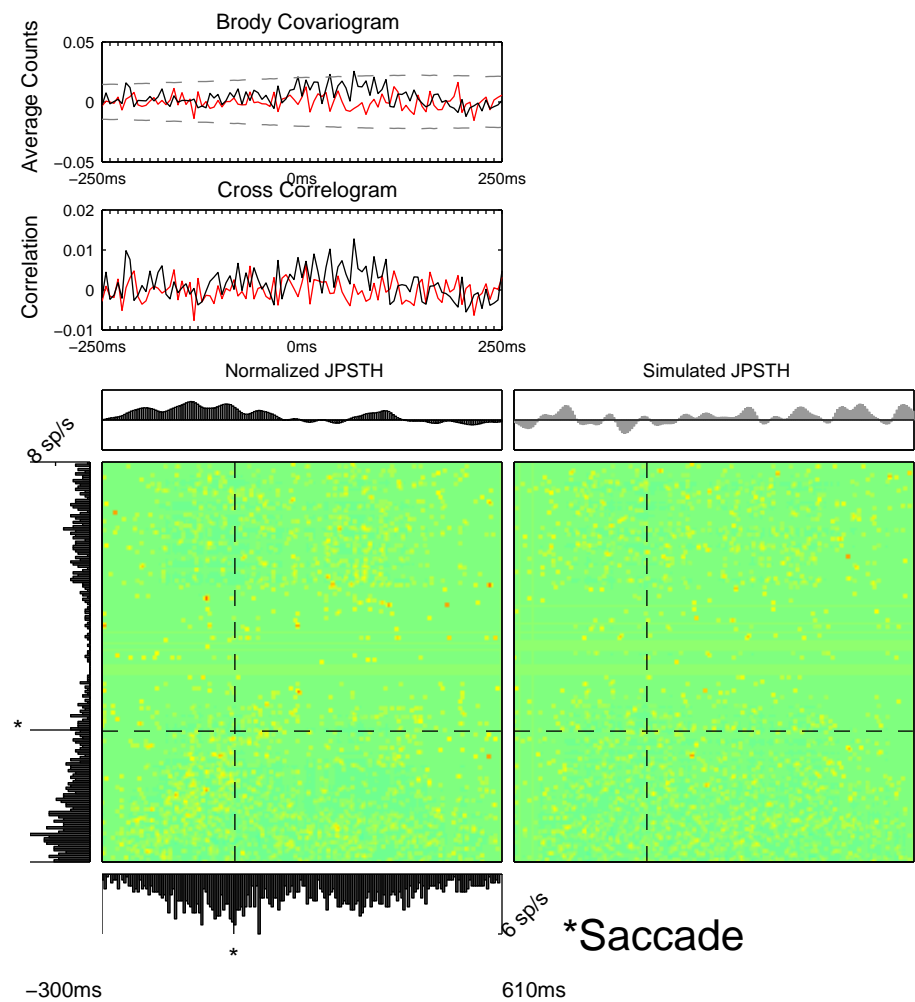 Brody Covariogram
0.05
0
−0.05
Average Counts
−250ms 0ms 250ms
Cross Correlogram
0.02
0.01
0
−0.01
Correlation
−250ms 0ms 250ms
Normalized JPSTH
Simulated JPSTH
8 sp/s
*
6 sp/s
*
*Saccade
−300ms 610ms